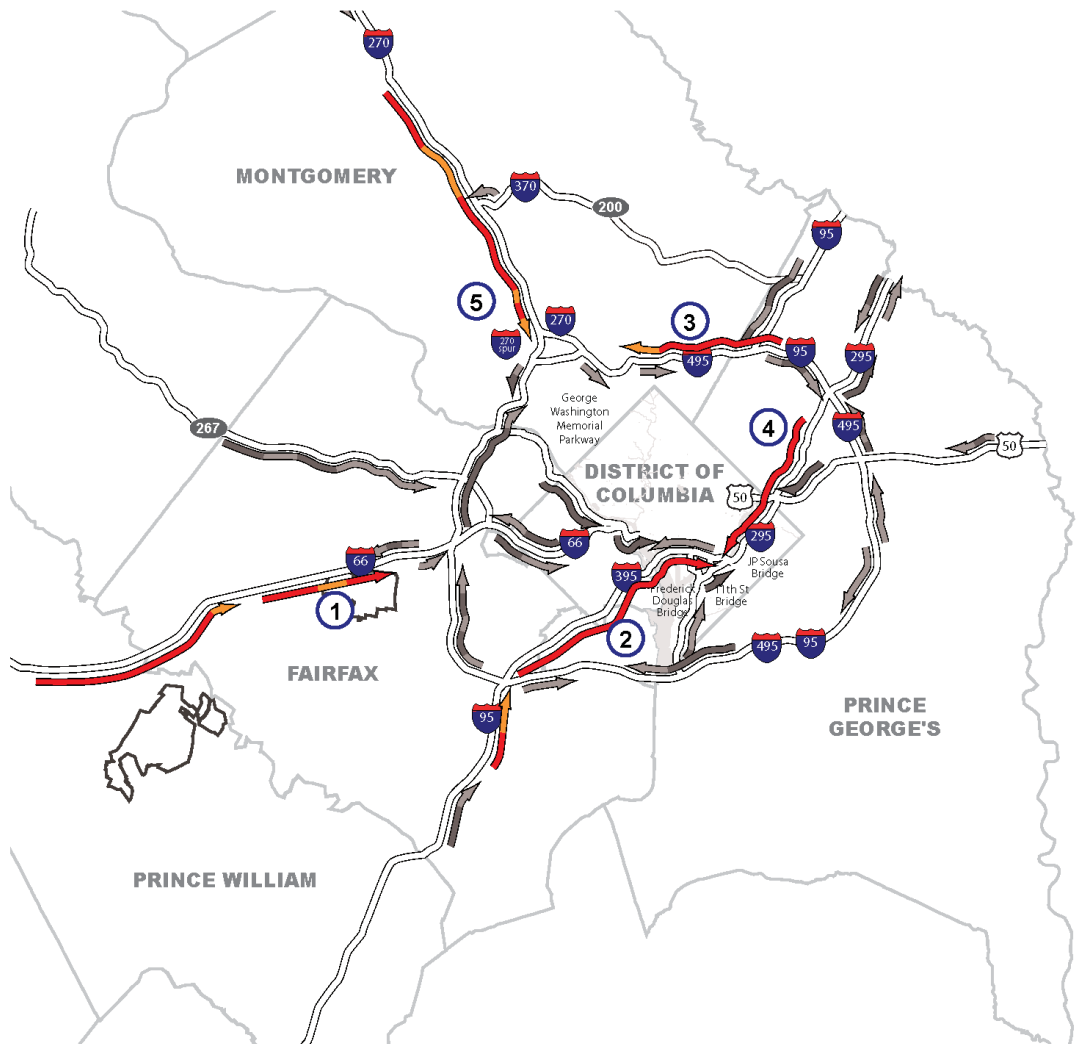 270
MONTGOMERY
370
200
95
5
270
3
270
spur
495
95
295
George
Washington
Memorial
Parkway
4
495
267
50
DISTRICT OF
COLUMBIA
50
66
295
66
JP Sousa
Bridge
395
Frederick
Douglas
Bridge
11th St
Bridge
1
2
495
95
FAIRFAX
95
PRINCE
GEORGE'S
PRINCE WILLIAM